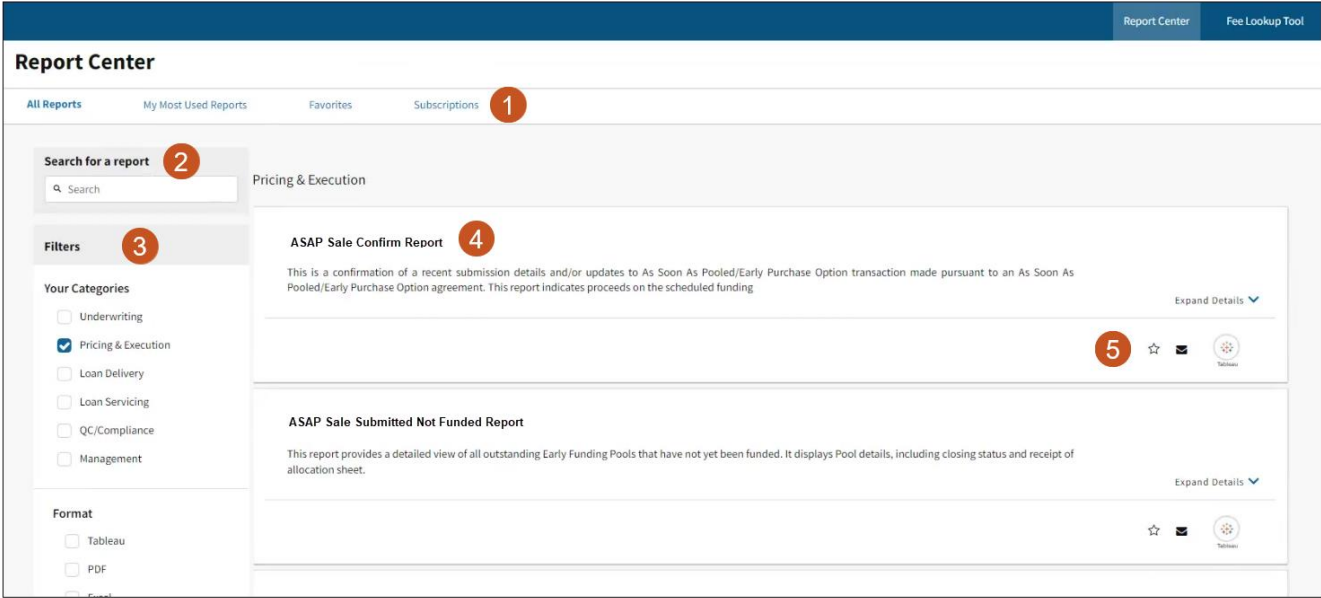 Report Center Fee Lookup Tool
Report Center
All Reports My Most Used Reports Favorites Subscriptions 1
Search for a report 2
Search
Filters 3
Your Categories
Underwriting
Pricing & Execution
Loan Delivery
Loan Servicing
QC/Compliance
Management
Format
Tableau
PDF
Excel
Pricing & Execution
ASAP Sale Confirm Report 4
This is a confirmation of a recent submission details and/or updates to As Soon As Pooled/Early Purchase Option transaction made pursuant to an As Soon As
Pooled/Early Purchase Option agreement. This report indicates proceeds on the scheduled funding
Expand Details
5
Tableau
ASAP Sale Submitted Not Funded Report
This report provides a detailed view of all outstanding Early Funding Pools that have not yet been funded. It displays Pool details, including closing status and receipt of
allocation sheet.
Expand Details
Tableau